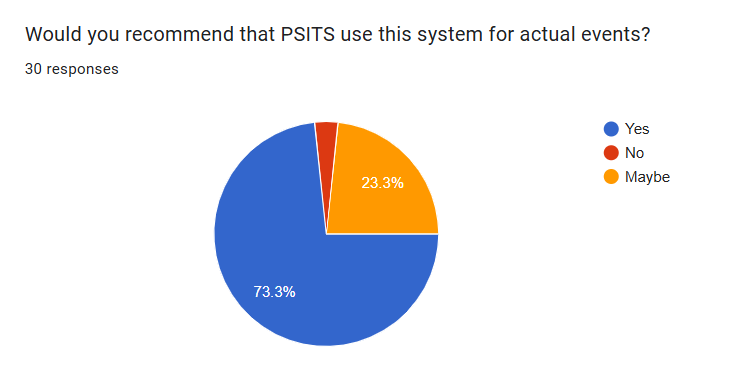 Would you recommend that PSITS use this system for actual events?
30 responses
Yes
No
Maybe
23.3%
73.3%